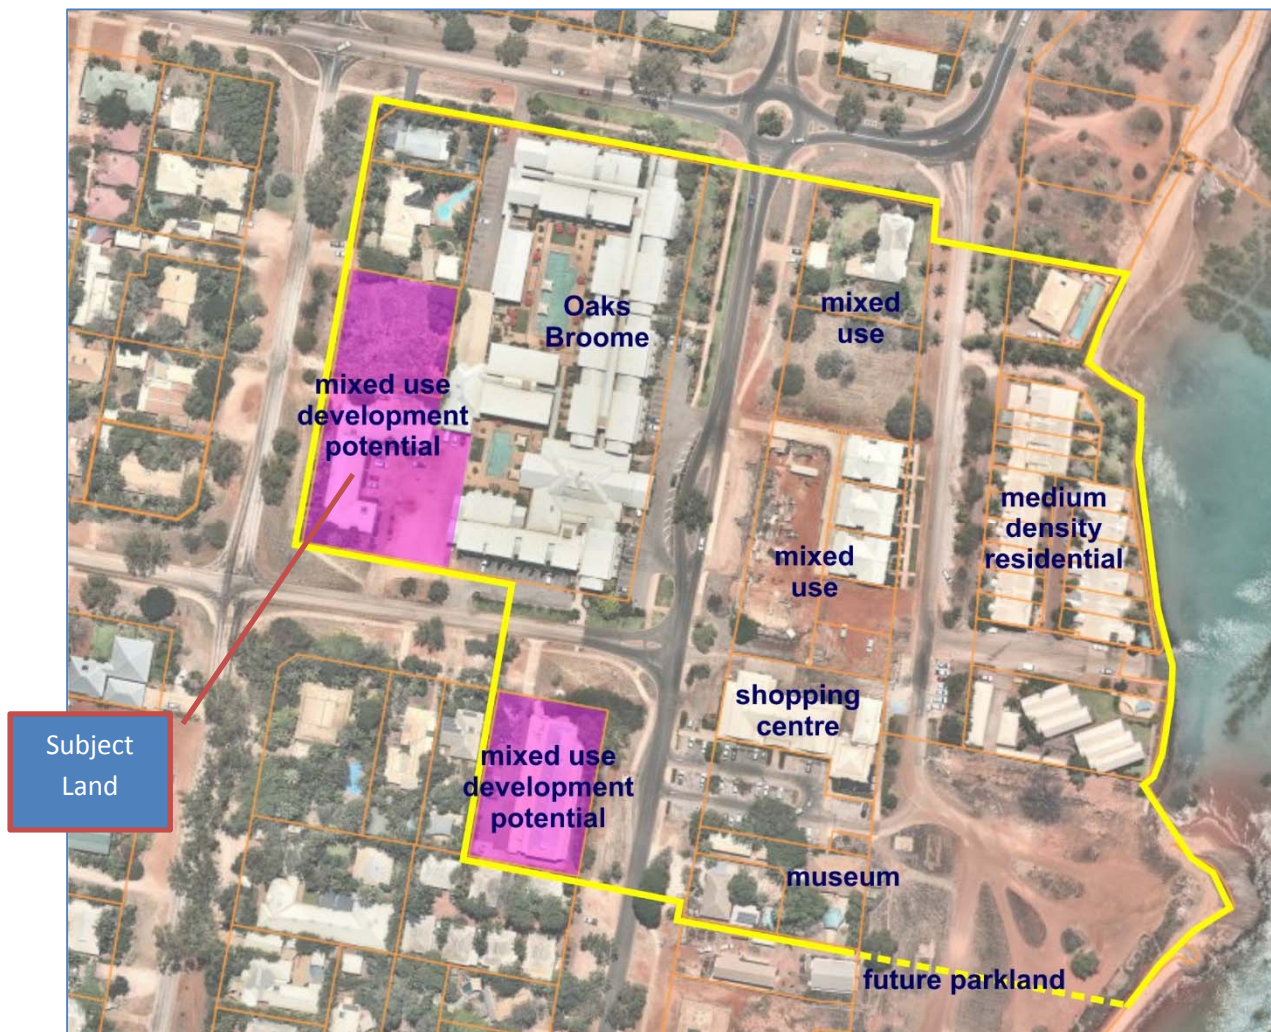 Oaks
Broome
mixed
use
mixed use
development
potential
medium
density
residential
mixed
use
shopping
centre
Subject
Land
mixed use
development
potential
museum
future parkland